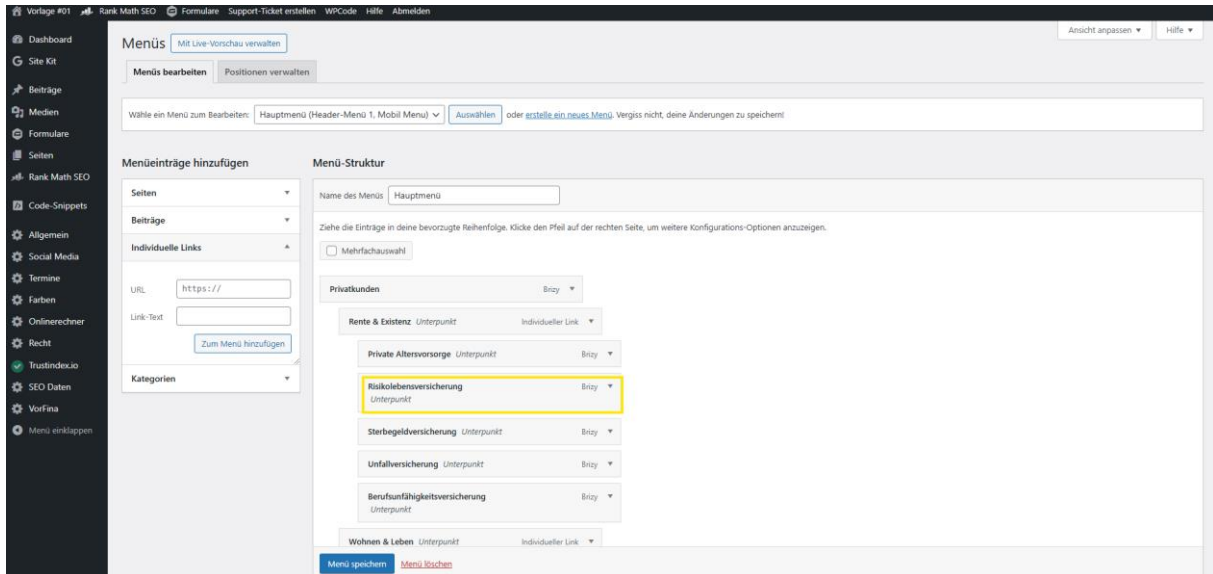 Vorlage #01 Rank Math SEO Formulare Support-Ticket erstellen WPCode Hilfe Abmelden
Ansicht anpassen Hilfe
Dashboard
Site Kit
Beiträge
Medien
Formulare
Seiten
Rank Math SEO
Code-Snippets
Allgemein
Social Media
Termine
Farben
Onlinerechner
Recht
Trustindex.io
SEO Daten
VorFina
Menü einklappen
Menüs Mit Live-Vorschau verwalten
Menüs bearbeiten Positionen verwalten
Wähle ein Menü zum Bearbeiten: Hauptmenü (Header-Menü 1, Mobil Menu) Auswählen oder erstelle ein neues Menü. Vergiss nicht, deine Änderungen zu speichern!
Menüeinträge hinzufügen
Seiten
Beiträge
Individuelle Links
URL https://
Link-Text
Zum Menü hinzufügen
Kategorien
Menü-Struktur
Name des Menüs Hauptmenü
Ziehe die Einträge in deine bevorzugte Reihenfolge. Klicke den Pfeil auf der rechten Seite, um weitere Konfigurations-Optionen anzuzeigen.
Mehrfachauswahl
Privatkunden Brizy
Rente & Existenz Unterpunkt Individueller Link
Private Altersvorsorge Unterpunkt Brizy
Risikolebensversicherung Brizy
Unterpunkt
Sterbegeldversicherung Unterpunkt Brizy
Unfallversicherung Unterpunkt Brizy
Berufsunfähigkeitsversicherung Brizy
Unterpunkt
Wohnen & Leben Unterpunkt Individueller Link
Menü speichern Menü löschen